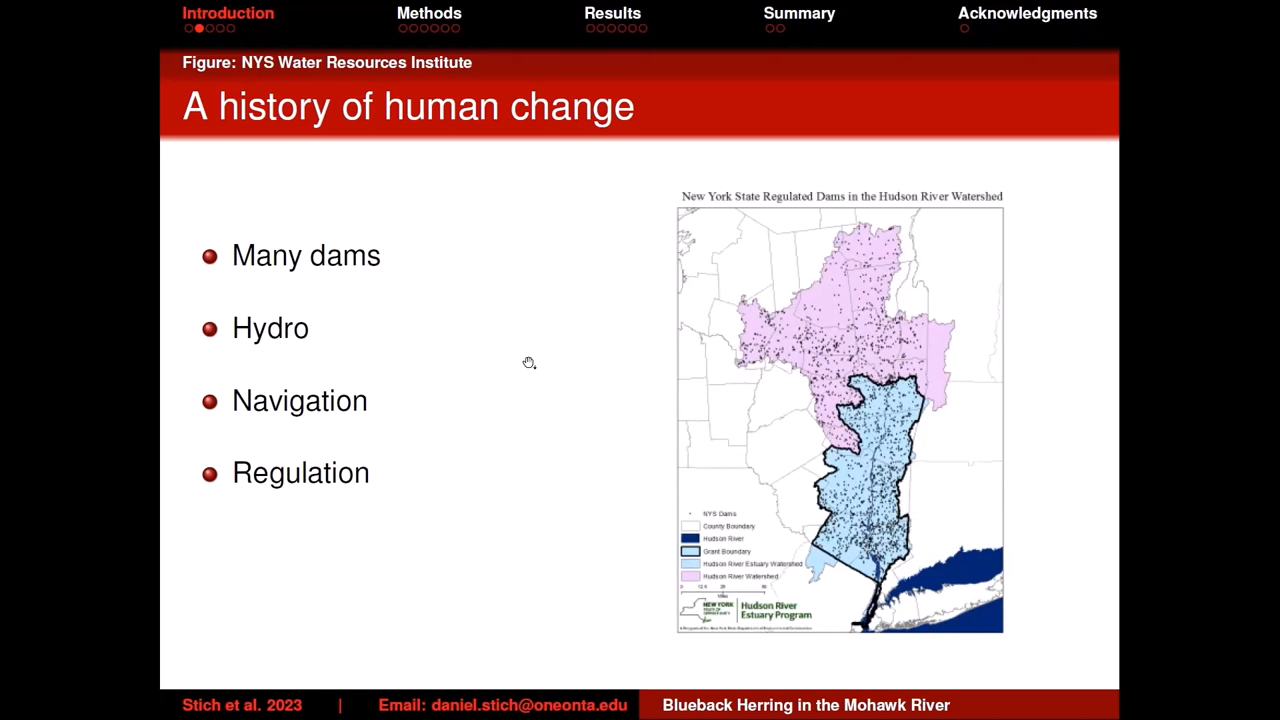 Introduction
Methods
Results
Summary
Acknowledgments
Figure: NYS Water Resources Institute
A history of human change
Many dams
Hydro
Navigation
Regulation
New York State Regulated Dams in the Hudson River Watershed
NYS Dams
County Boundary
Hudson River
Grant Boundary
Hudson River Estuary Watershed
Hudson River Watershed
Miles
NEW YORK
Hudson River
Estuary Program
Stich et al. 2023 | Email: daniel.stich@oneonta.edu
Blueback Herring in the Mohawk River